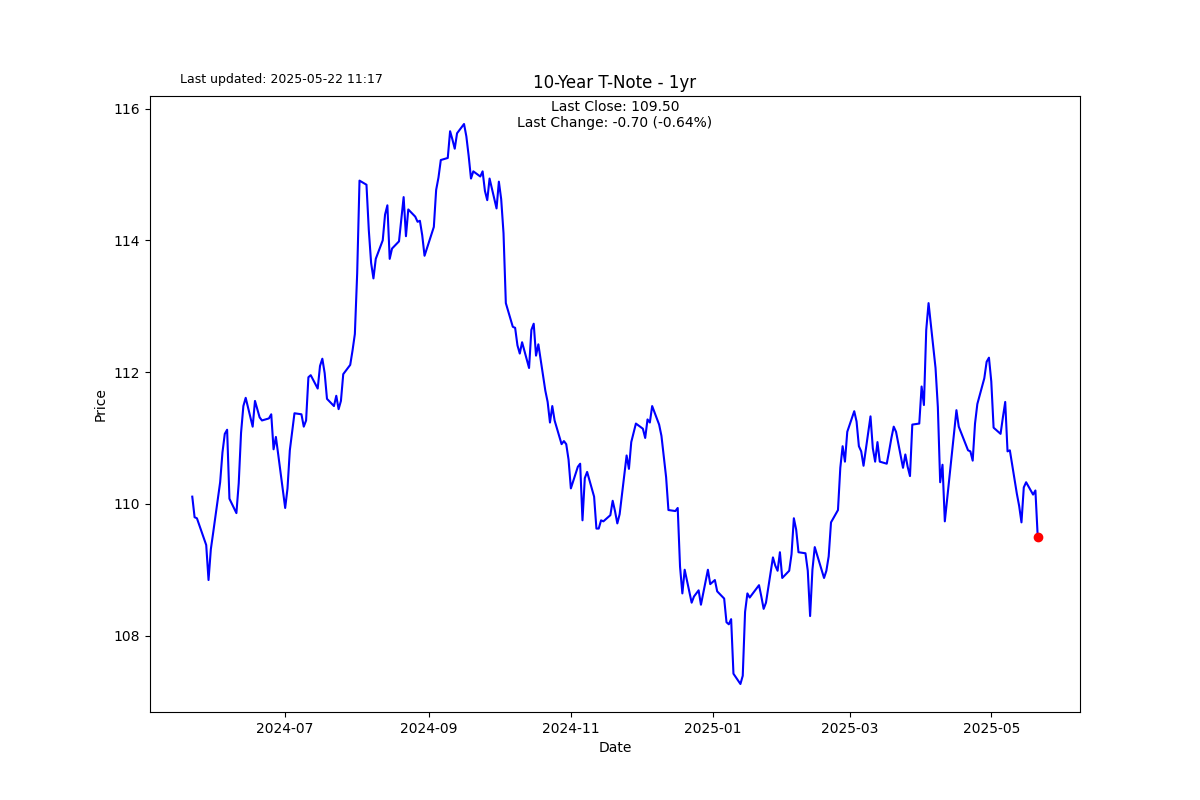 Last updated: 2025-05-22 11:17
10-Year T-Note - 1yr
Last Close: 109.50
Last Change: -0.70 (-0.64%)
116
114
112
110
108
Price
2024-07
2024-09
2024-11
2025-01
2025-03
2025-05
Date